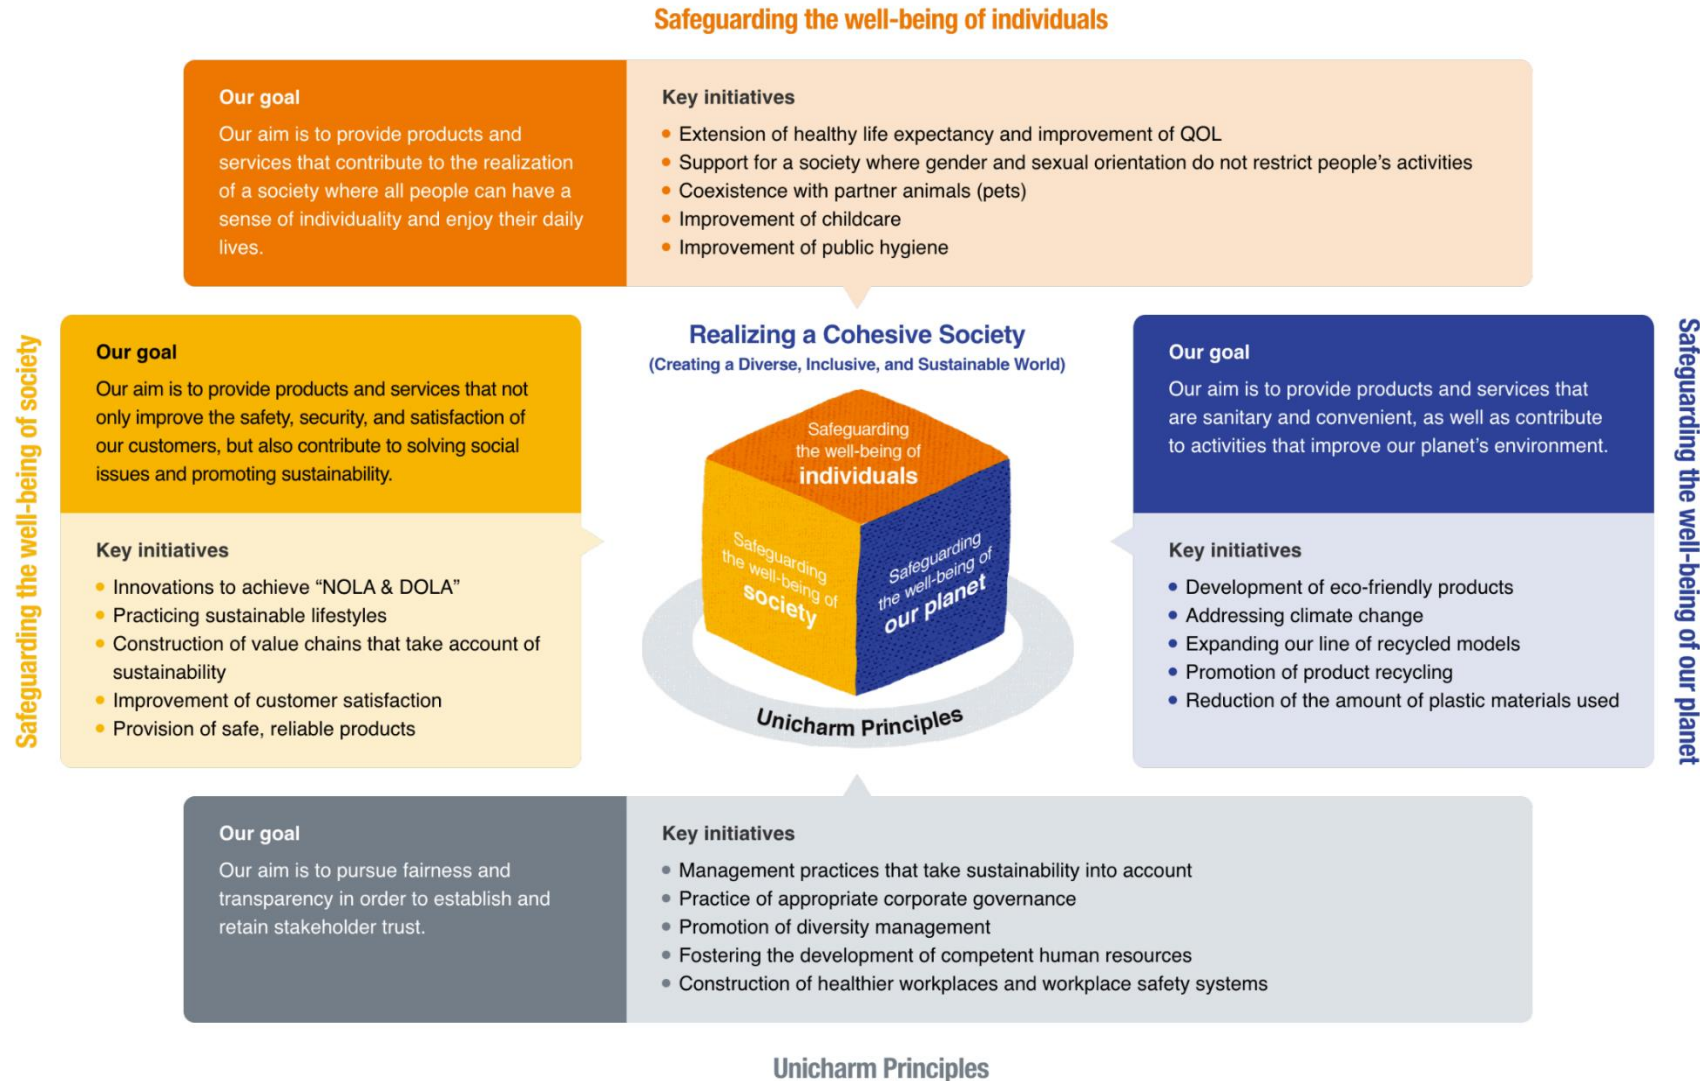 Safeguarding the well-being of individuals
Our goal
Our aim is to provide products and
services that contribute to the realization
of a society where all people can have a
sense of individuality and enjoy their daily
lives.
Key initiatives
• Extension of healthy life expectancy and improvement of QOL
• Support for a society where gender and sexual orientation do not restrict people's activities
• Coexistence with partner animals (pets)
• Improvement of childcare
• Improvement of public hygiene
Safeguarding the well-being of society
Our goal
Our aim is to provide products and services that not
only improve the safety, security, and satisfaction of
our customers, but also contribute to solving social
issues and promoting sustainability.
Key initiatives
• Innovations to achieve “NOLA & DOLA”
• Practicing sustainable lifestyles
• Construction of value chains that take account of
sustainability
• Improvement of customer satisfaction
• Provision of safe, reliable products
Realizing a Cohesive Society
(Creating a Diverse, Inclusive, and Sustainable World)
Safeguarding
the well-being of
individuals
Safeguarding
the well-being of
society
Safeguarding
the well-being of
our planet
Unicharm Principles
Our goal
Our aim is to provide products and services that
are sanitary and convenient, as well as contribute
to activities that improve our planet's environment.
Key initiatives
• Development of eco-friendly products
• Addressing climate change
• Expanding our line of recycled models
• Promotion of product recycling
• Reduction of the amount of plastic materials used
Safeguarding the well-being of our planet
Our goal
Our aim is to pursue fairness and
transparency in order to establish and
retain stakeholder trust.
Key initiatives
• Management practices that take sustainability into account
• Practice of appropriate corporate governance
• Promotion of diversity management
• Fostering the development of competent human resources
• Construction of healthier workplaces and workplace safety systems
Unicharm Principles